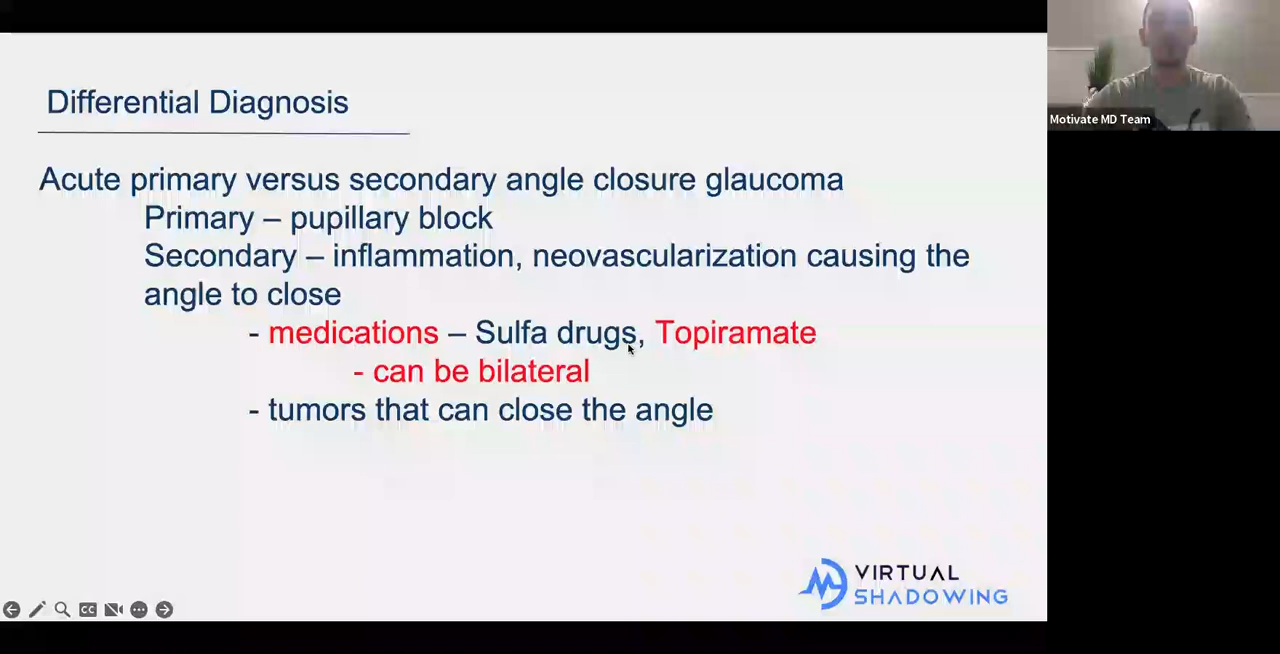 Differential Diagnosis
Acute primary versus secondary angle closure glaucoma
Primary – pupillary block
Secondary – inflammation, neovascularization causing the
angle to close
- medications – Sulfa drugs, Topiramate
- can be bilateral
- tumors that can close the angle
VIRTUAL
SHADOWING
CC
Motivate MD Team